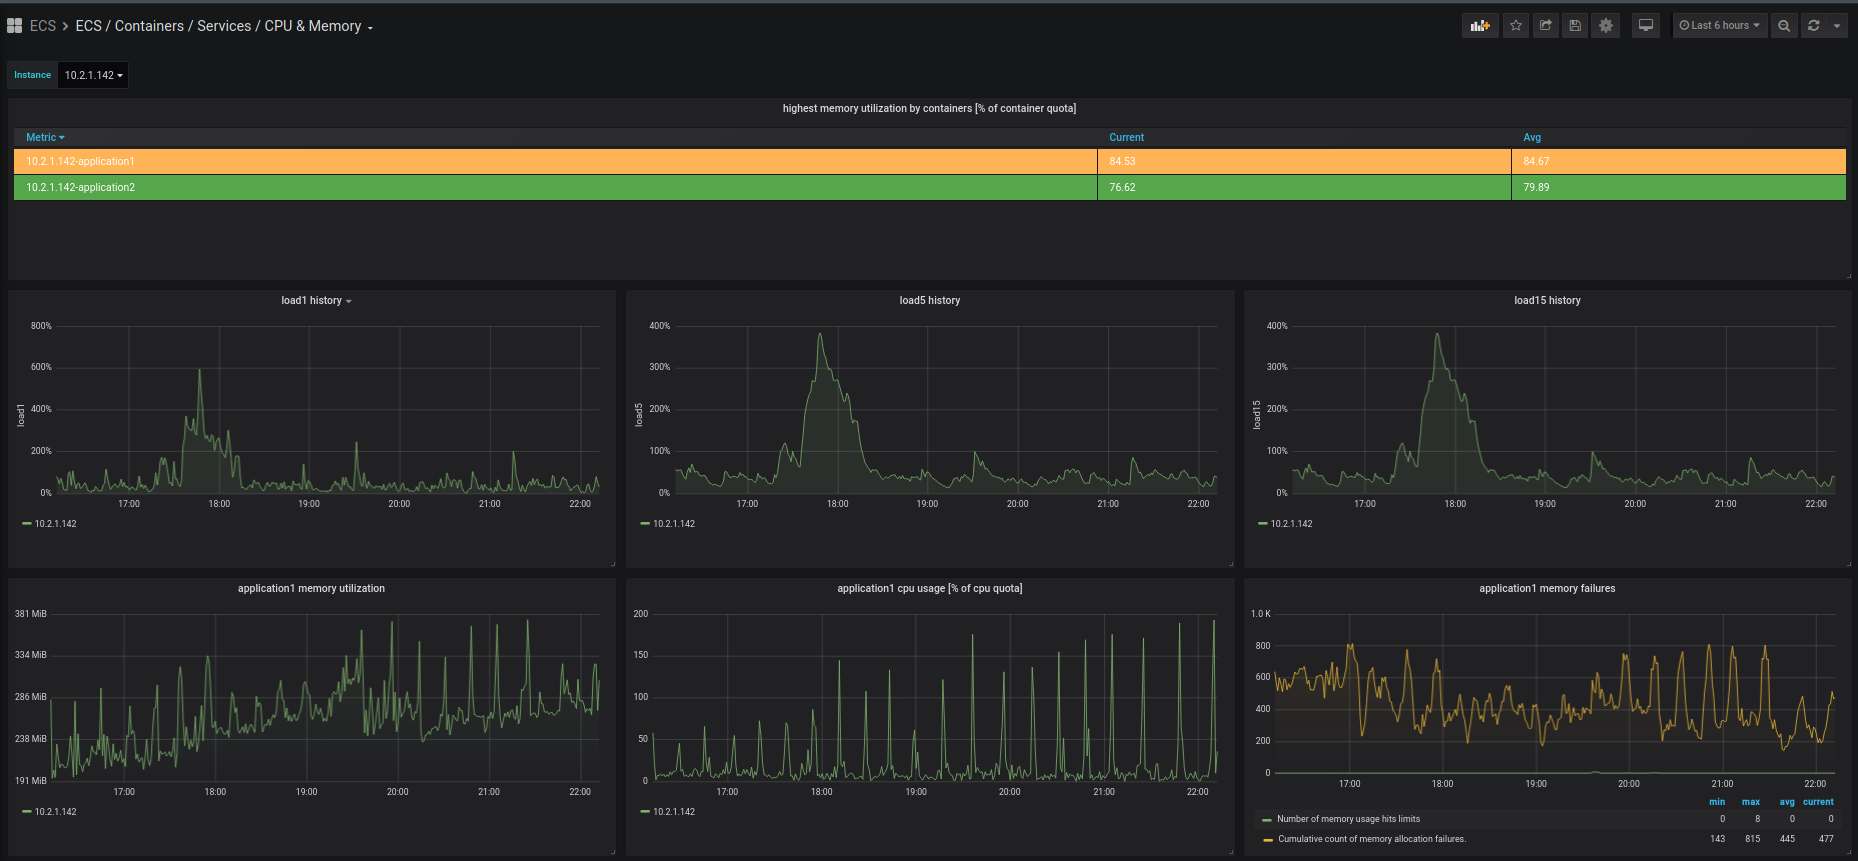 ECS > ECS / Containers / Services / CPU & Memory
Last 6 hours
Instance 10.2.1.142
highest memory utilization by containers [% of container quota]
Metric Current Avg
10.2.1.142-application1 84.53 84.67
10.2.1.142-application2 76.62 79.89
load1 history
800%
600%
400%
200%
0%
load1
17:00 18:00 19:00 20:00 21:00 22:00
10.2.1.142
load5 history
400%
300%
200%
100%
0%
load5
17:00 18:00 19:00 20:00 21:00 22:00
10.2.1.142
load15 history
400%
300%
200%
100%
0%
load15
17:00 18:00 19:00 20:00 21:00 22:00
10.2.1.142
application1 memory utilization
381 MiB
334 MiB
286 MiB
238 MiB
191 MiB
17:00 18:00 19:00 20:00 21:00 22:00
10.2.1.142
application1 cpu usage [% of cpu quota]
200
150
100
50
0
17:00 18:00 19:00 20:00 21:00 22:00
10.2.1.142
application1 memory failures
1.0 K
800
600
400
200
0
17:00 18:00 19:00 20:00 21:00 22:00
min max avg current
Number of memory usage hits limits 0 8 0 0
Cumulative count of memory allocation failures. 143 815 445 477